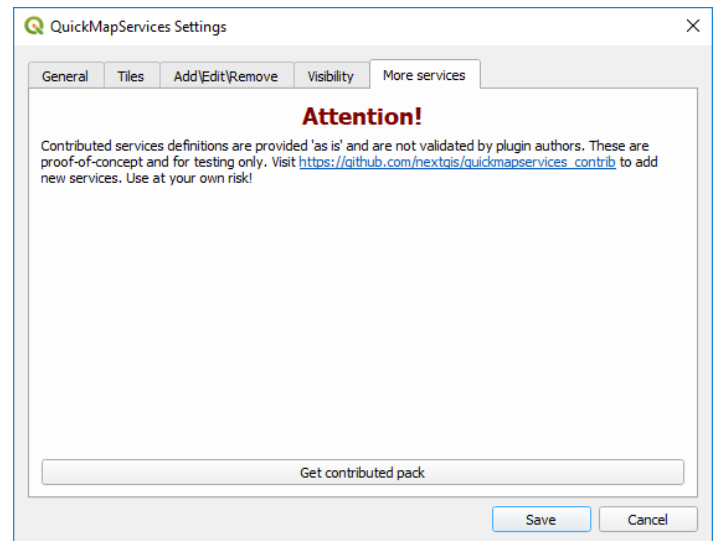 QuickMapServices Settings
General Tiles Add\Edit\Remove Visibility More services
Attention!
Contributed services definitions are provided 'as is' and are not validated by plugin authors. These are
proof-of-concept and for testing only. Visit https://github.com/nextgis/quickmapservices_contrib to add
new services. Use at your own risk!
Get contributed pack
Save Cancel